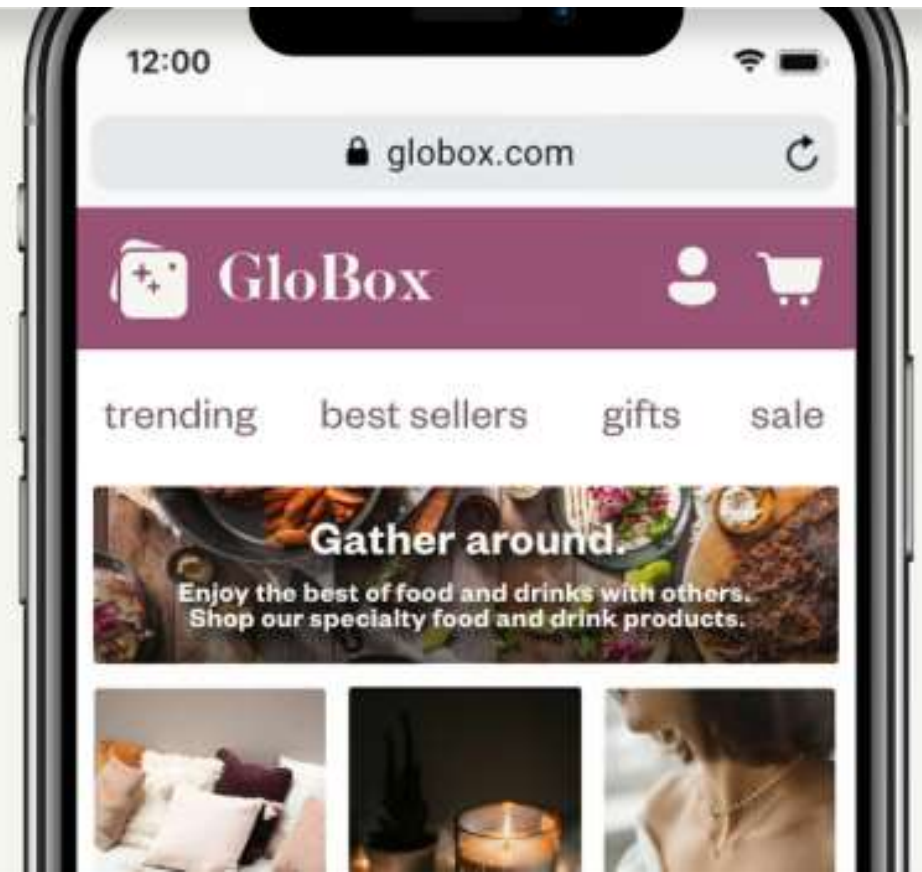 12:00
globox.com
GloBox
trending best sellers gifts sale
Gather around.
Enjoy the best of food and drinks with others.
Shop our specialty food and drink products.